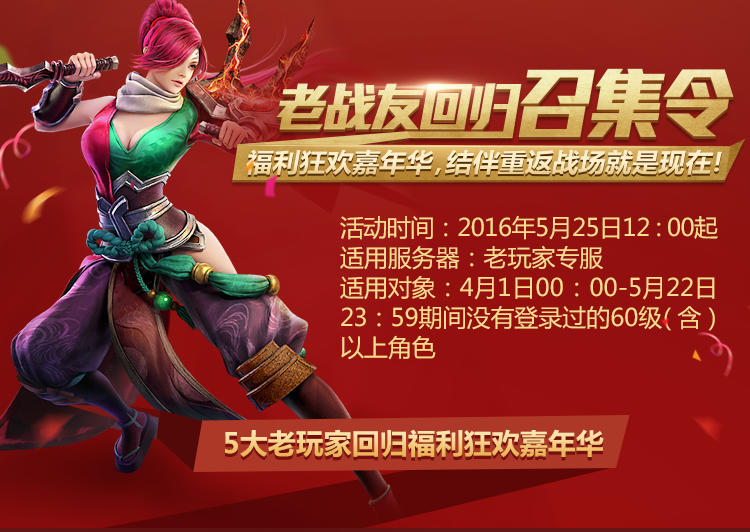 老战友回归召集令
福利狂欢嘉年华,结伴重返战场就是现在!
活动时间：2016年5月25日12：00起
适用服务器：老玩家专服
适用对象：4月1日00：00-5月22日
23：59期间没有登录过的60级(含)
以上角色
5大老玩家回归福利狂欢嘉年华